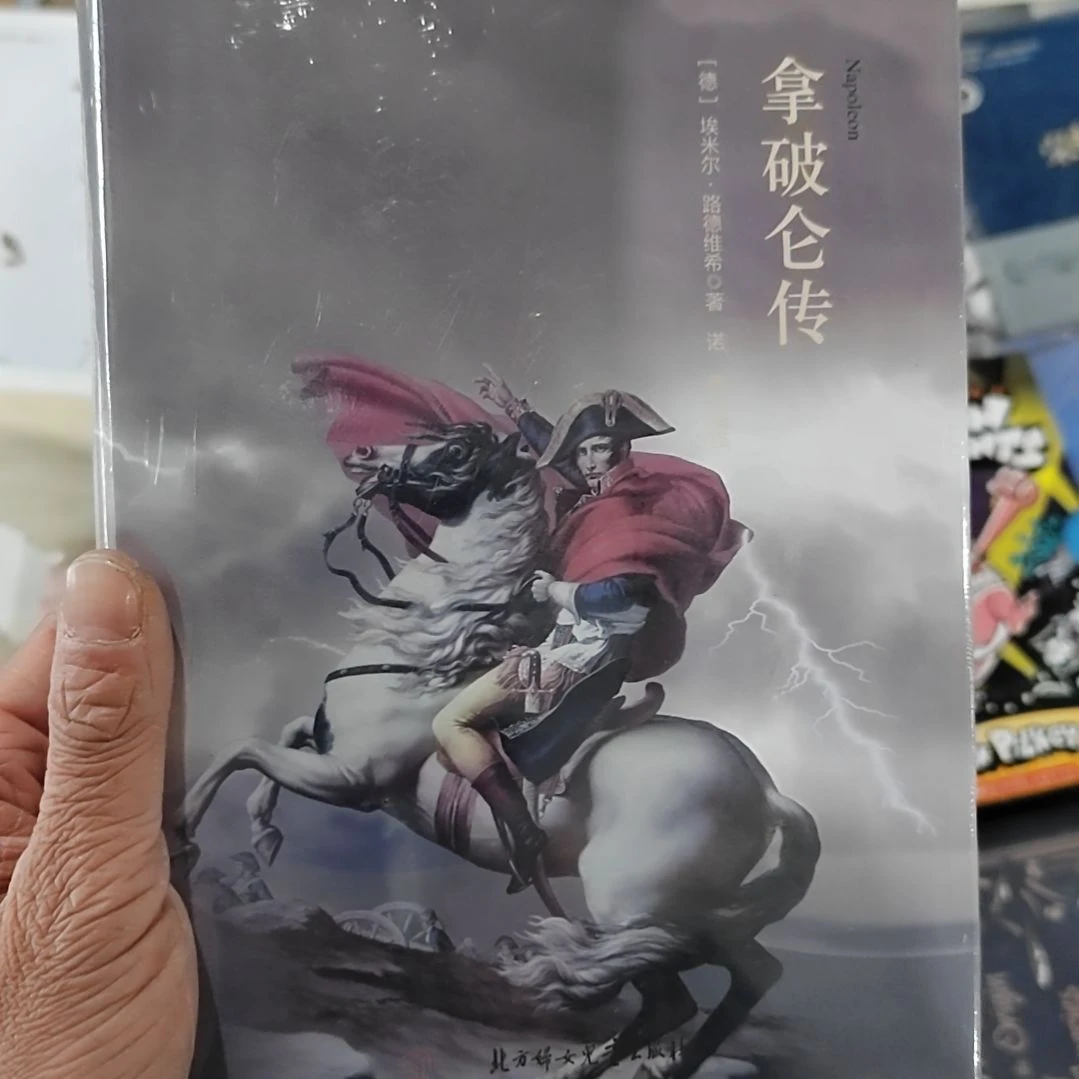 拿破仑传
Napoleon
[德] 埃米尔·路德维希◎著 诺
北方妇女儿童出版社